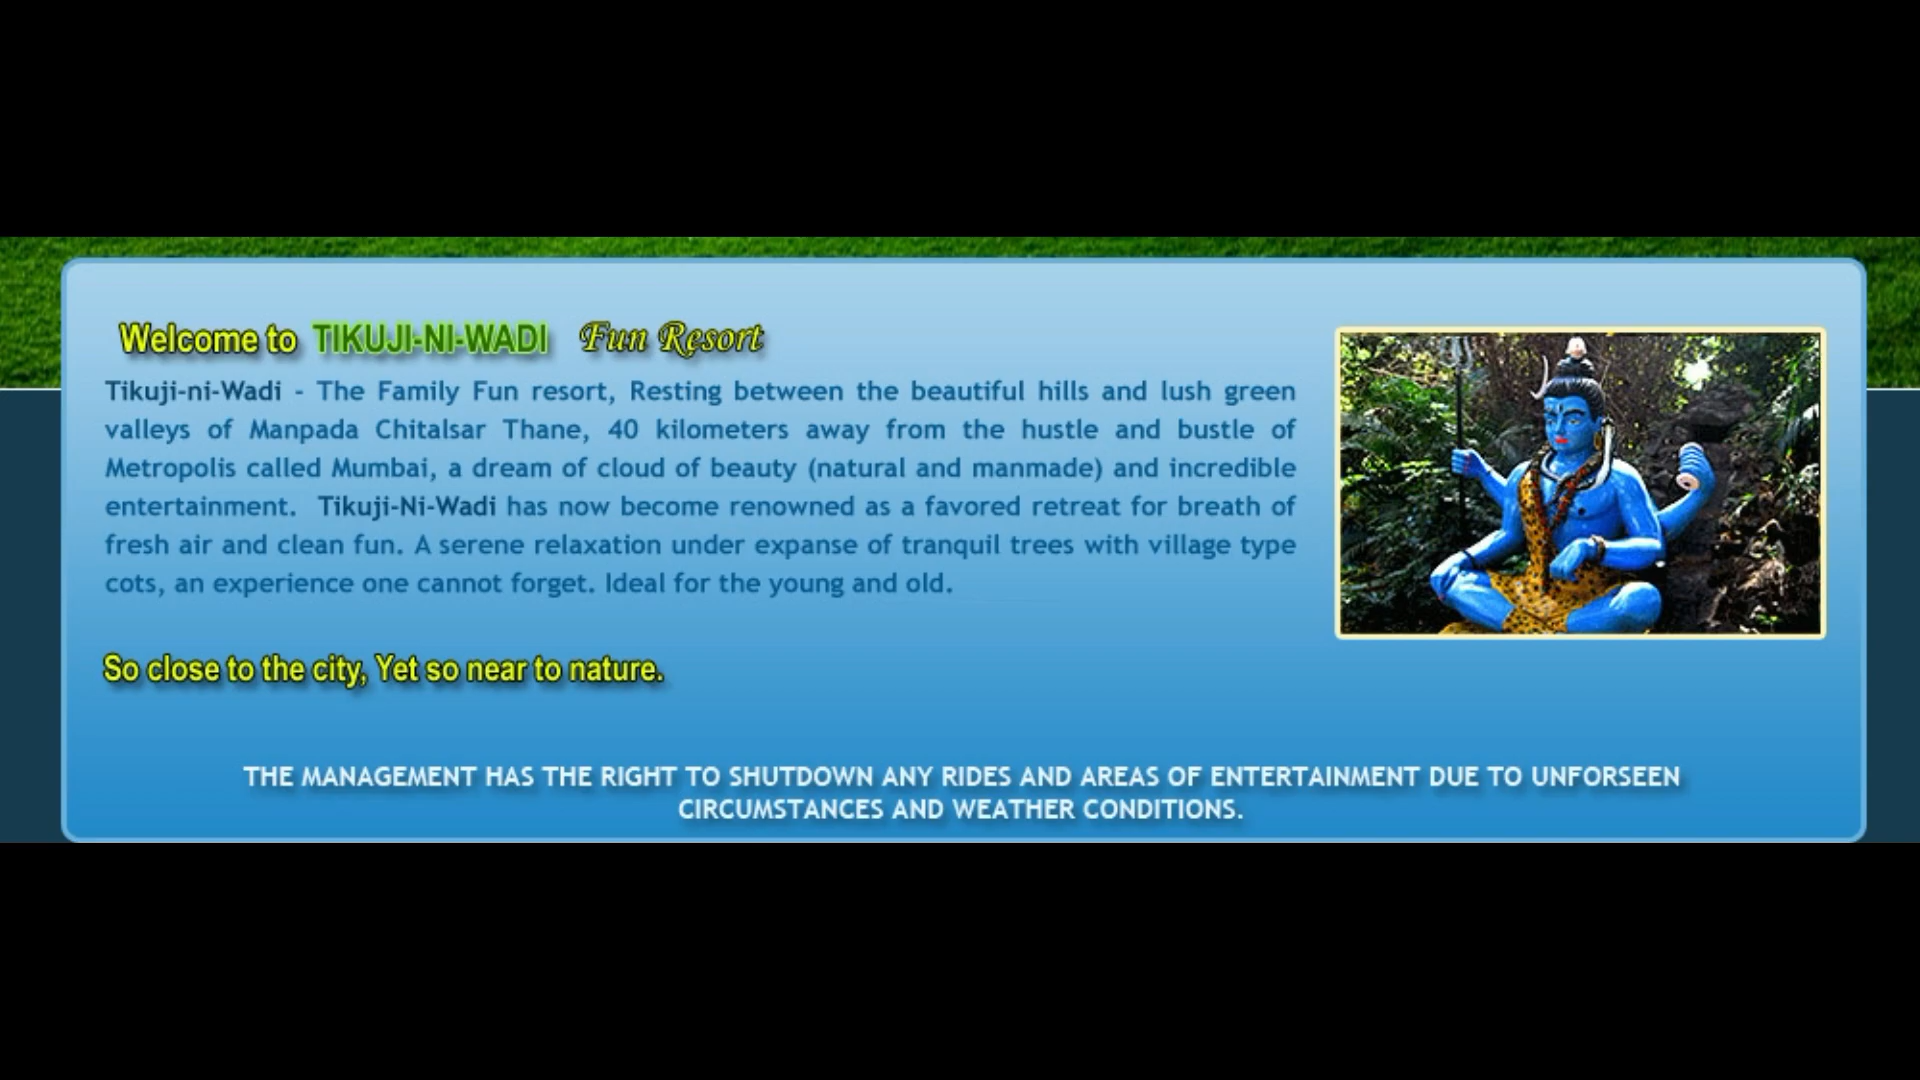 Welcome to TIKUJI-NI-WADI Fun Resort
Tikuji-ni-Wadi - The Family Fun resort, Resting between the beautiful hills and lush green
valleys of Manpada Chitalsar Thane, 40 kilometers away from the hustle and bustle of
Metropolis called Mumbai, a dream of cloud of beauty (natural and manmade) and incredible
entertainment. Tikuji-Ni-Wadi has now become renowned as a favored retreat for breath of
fresh air and clean fun. A serene relaxation under expanse of tranquil trees with village type
cots, an experience one cannot forget. Ideal for the young and old.
So close to the city, Yet so near to nature.
THE MANAGEMENT HAS THE RIGHT TO SHUTDOWN ANY RIDES AND AREAS OF ENTERTAINMENT DUE TO UNFORSEEN
CIRCUMSTANCES AND WEATHER CONDITIONS.